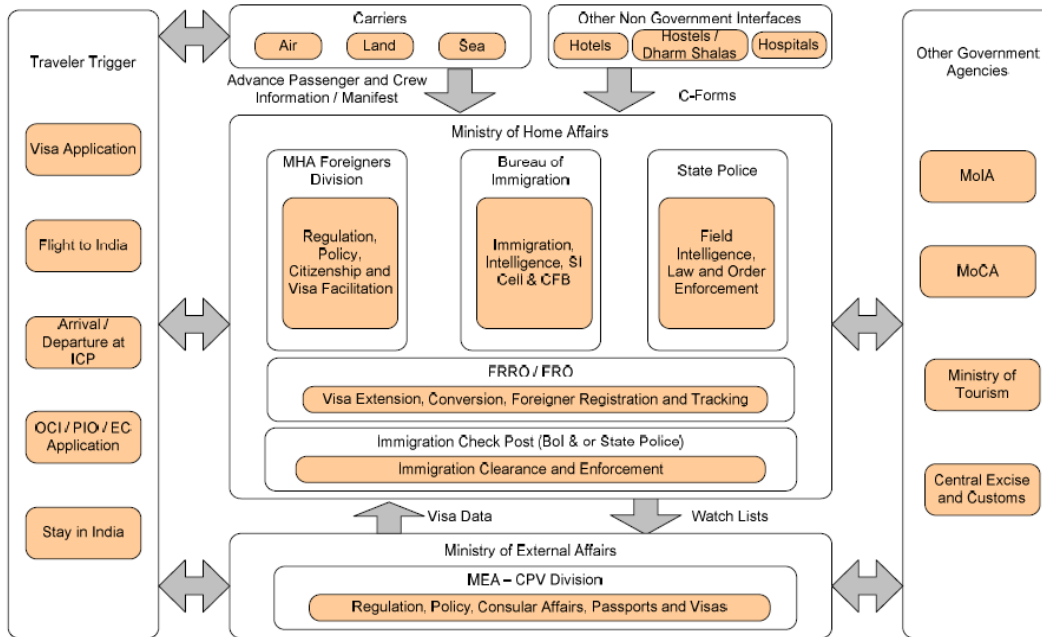 Carriers
Air
Land
Sea
Other Non Government Interfaces
Hotels
Hostels /
Dharm Shalas
Hospitals
Traveler Trigger
Visa Application
Flight to India
Arrival /
Departure at
ICP
OCI / PIO / EC
Application
Stay in India
Advance Passenger and Crew
Information / Manifest
C-Forms
Ministry of Home Affairs
MHA Foreigners
Division
Regulation,
Policy,
Citizenship and
Visa Facilitation
Bureau of
Immigration
Immigration,
Intelligence, SI
Cell & CFB
State Police
Field
Intelligence,
Law and Order
Enforcement
FRRO / FRO
Visa Extension, Conversion, Foreigner Registration and Tracking
Immigration Check Post (BoI & or State Police)
Immigration Clearance and Enforcement
Visa Data
Watch Lists
Ministry of External Affairs
MEA – CPV Division
Regulation, Policy, Consular Affairs, Passports and Visas
Other Government
Agencies
MoIA
MoCA
Ministry of
Tourism
Central Excise
and Customs